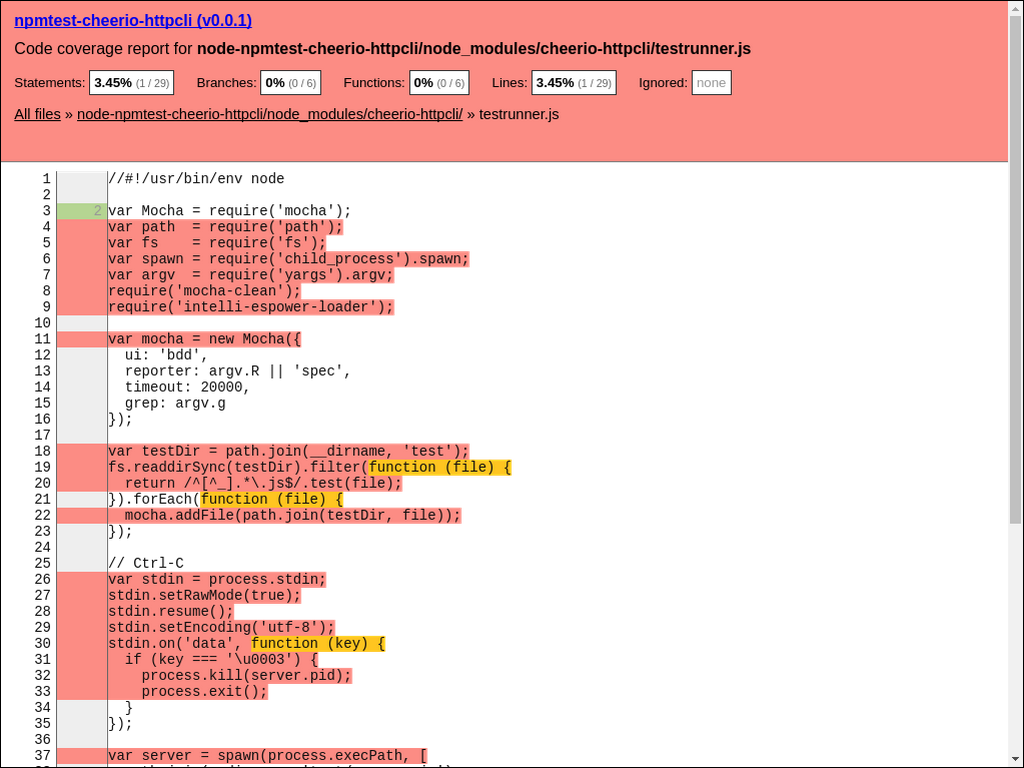 npmtest-cheerio-httpcli (v0.0.1)
Code coverage report for node-npmtest-cheerio-httpcli/node_modules/cheerio-httpcli/testrunner.js
Statements: 3.45% (1 / 29) Branches: 0% (0 / 6) Functions: 0% (0 / 6) Lines: 3.45% (1 / 29) Ignored: none
All files » node-npmtest-cheerio-httpcli/node_modules/cheerio-httpcli/ » testrunner.js
1 //#!/usr/bin/env node
2
3 2 var Mocha = require('mocha');
4 var path  = require('path');
5 var fs    = require('fs');
6 var spawn = require('child_process').spawn;
7 var argv  = require('yargs').argv;
8 require('mocha-clean');
9 require('intelli-espower-loader');
10
11 var mocha = new Mocha({
12   ui: 'bdd',
13   reporter: argv.R || 'spec',
14   timeout: 20000,
15   grep: argv.g
16 });
17
18 var testDir = path.join(__dirname, 'test');
19 fs.readdirSync(testDir).filter(function (file) {
20   return /^[^_].*\.js$/.test(file);
21 }).forEach(function (file) {
22   mocha.addFile(path.join(testDir, file));
23 });
24
25 // Ctrl-C
26 var stdin = process.stdin;
27 stdin.setRawMode(true);
28 stdin.resume();
29 stdin.setEncoding('utf-8');
30 stdin.on('data', function (key) {
31   if (key === '\u0003') {
32     process.kill(server.pid);
33     process.exit();
34   }
35 });
36
37 var server = spawn(process.execPath, [